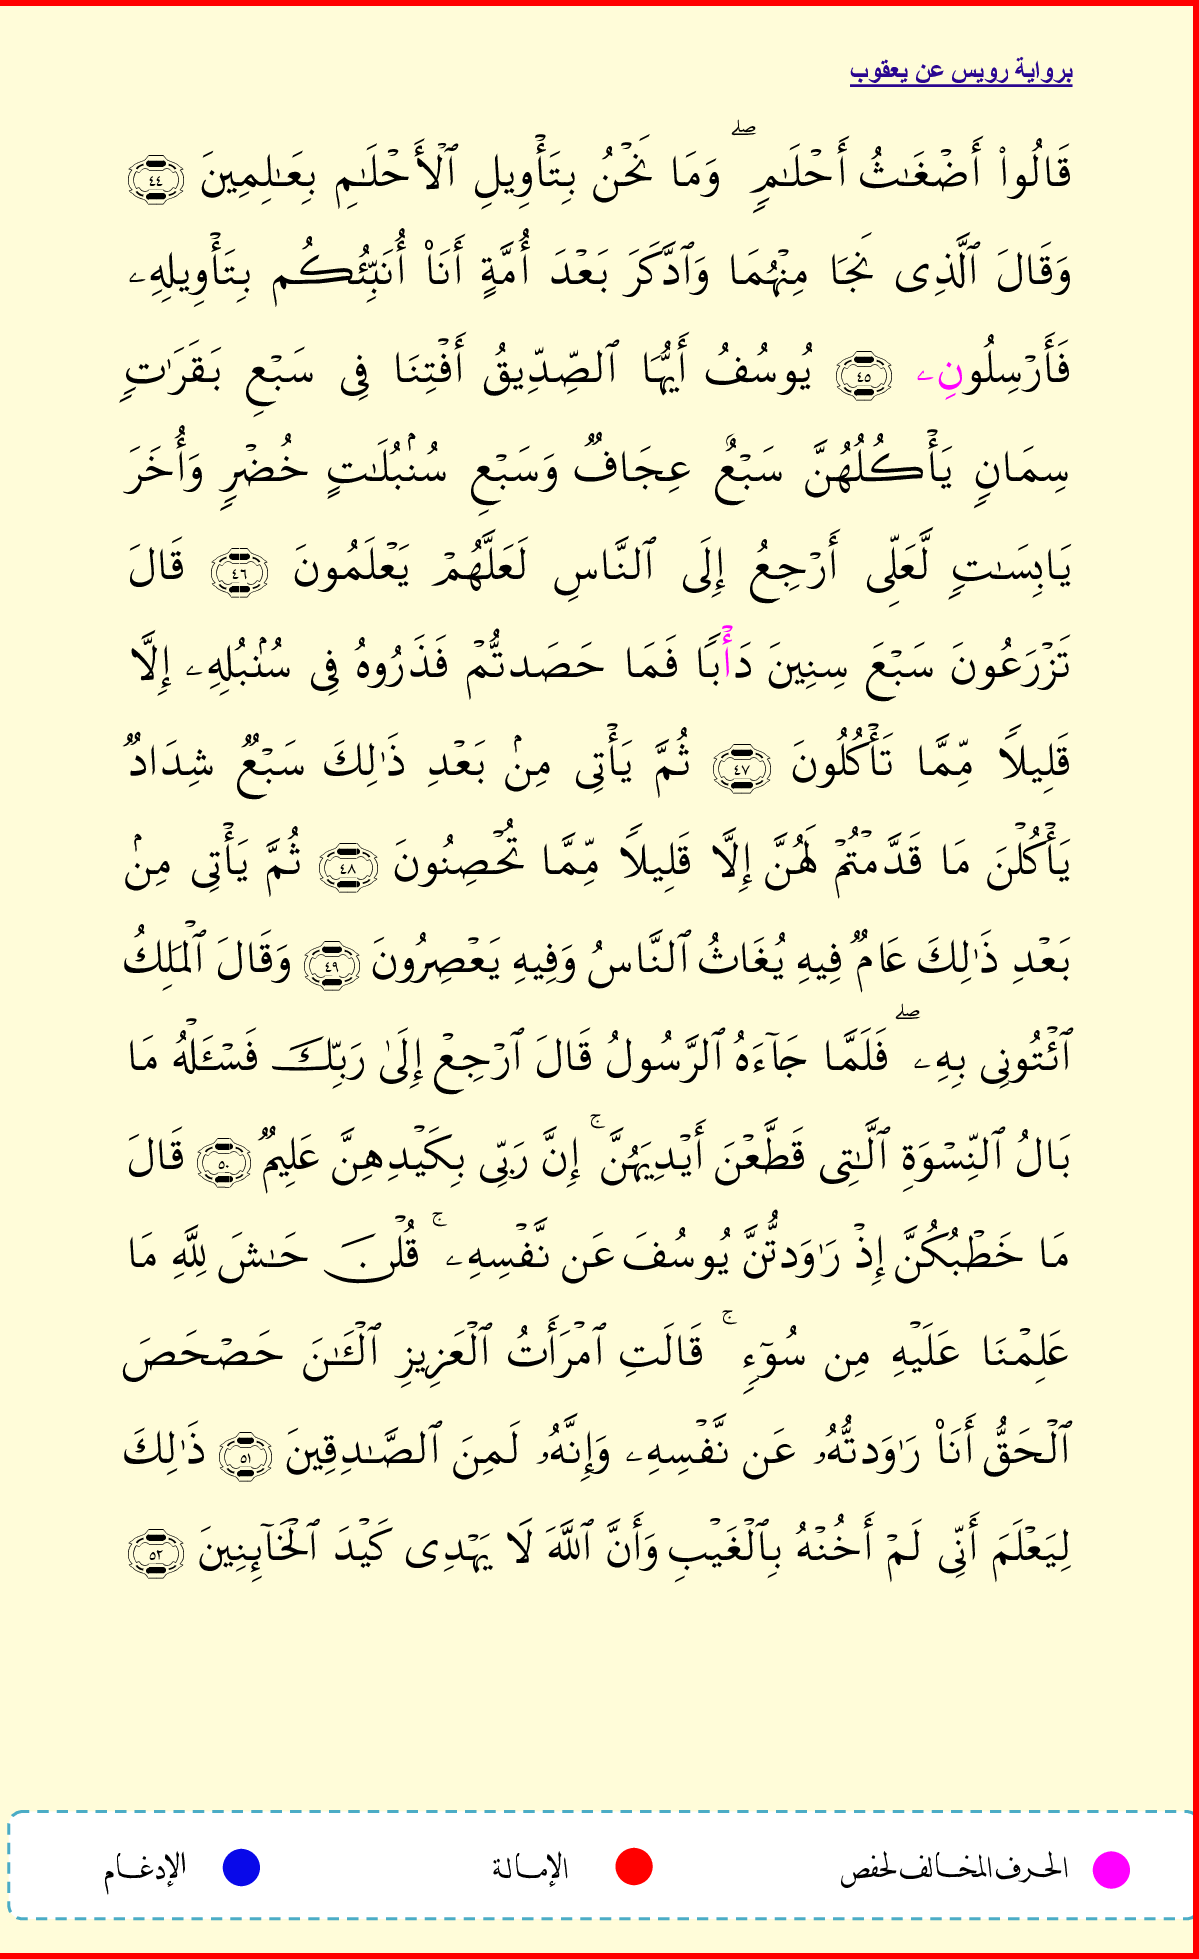 برواية رويس عن يعقوب
قَالُوا۟ أَضْغَـٰثُ أَحْلَـٰمٍ ۖ وَمَا نَحْنُ بِتَأْوِيلِ ٱلْأَحْلَـٰمِ بِعَـٰلِمِينَ ٤٤
وَقَالَ ٱلَّذِى نَجَا مِنْهُمَا وَٱدَّكَرَ بَعْدَ أُمَّةٍ أَنَا۠ أُنَبِّئُكُم بِتَأْوِيلِهِۦ
فَأَرْسِلُونِۦ ٤٥ يُوسُفُ أَيُّهَا ٱلصِّدِّيقُ أَفْتِنَا فِى سَبْعِ بَقَرَٰتٍ
سِمَانٍ يَأْكُلُهُنَّ سَبْعٌ عِجَافٌ وَسَبْعِ سُنۢبُلَـٰتٍ خُضْرٍ وَأُخَرَ
يَابِسَـٰتٍ لَّعَلِّى أَرْجِعُ إِلَى ٱلنَّاسِ لَعَلَّهُمْ يَعْلَمُونَ ٤٦ قَالَ
تَزْرَعُونَ سَبْعَ سِنِينَ دَأْبًا فَمَا حَصَدتُّمْ فَذَرُوهُ فِى سُنۢبُلِهِۦ إِلَّا
قَلِيلًا مِّمَّا تَأْكُلُونَ ٤٧ ثُمَّ يَأْتِى مِنۢ بَعْدِ ذَٰلِكَ سَبْعٌ شِدَادٌ
يَأْكُلْنَ مَا قَدَّمْتُمْ لَهُنَّ إِلَّا قَلِيلًا مِّمَّا تُحْصِنُونَ ٤٨ ثُمَّ يَأْتِى مِنۢ
بَعْدِ ذَٰلِكَ عَامٌ فِيهِ يُغَاثُ ٱلنَّاسُ وَفِيهِ يَعْصِرُونَ ٤٩ وَقَالَ ٱلْمَلِكُ
ٱئْتُونِى بِهِۦ ۖ فَلَمَّا جَآءَهُ ٱلرَّسُولُ قَالَ ٱرْجِعْ إِلَىٰ رَبِّكَ فَسْـَٔلْهُ مَا
بَالُ ٱلنِّسْوَةِ ٱلَّـٰتِى قَطَّعْنَ أَيْدِيَهُنَّ ۚ إِنَّ رَبِّى بِكَيْدِهِنَّ عَلِيمٌ ٥٠ قَالَ
مَا خَطْبُكُنَّ إِذْ رَٰوَدتُّنَّ يُوسُفَ عَن نَّفْسِهِۦ ۚ قُلْنَ حَـٰشَ لِلَّهِ مَا
عَلِمْنَا عَلَيْهِ مِن سُوٓءٍ ۚ قَالَتِ ٱمْرَأَتُ ٱلْعَزِيزِ ٱلْـَٔـٰنَ حَصْحَصَ
ٱلْحَقُّ أَنَا۠ رَٰوَدتُّهُۥ عَن نَّفْسِهِۦ وَإِنَّهُۥ لَمِنَ ٱلصَّـٰدِقِينَ ٥١ ذَٰلِكَ
لِيَعْلَمَ أَنِّى لَمْ أَخُنْهُ بِٱلْغَيْبِ وَأَنَّ ٱللَّهَ لَا يَهْدِى كَيْدَ ٱلْخَآئِنِينَ ٥٢
الحرف المخالف لحفص الإمالة الإدغام